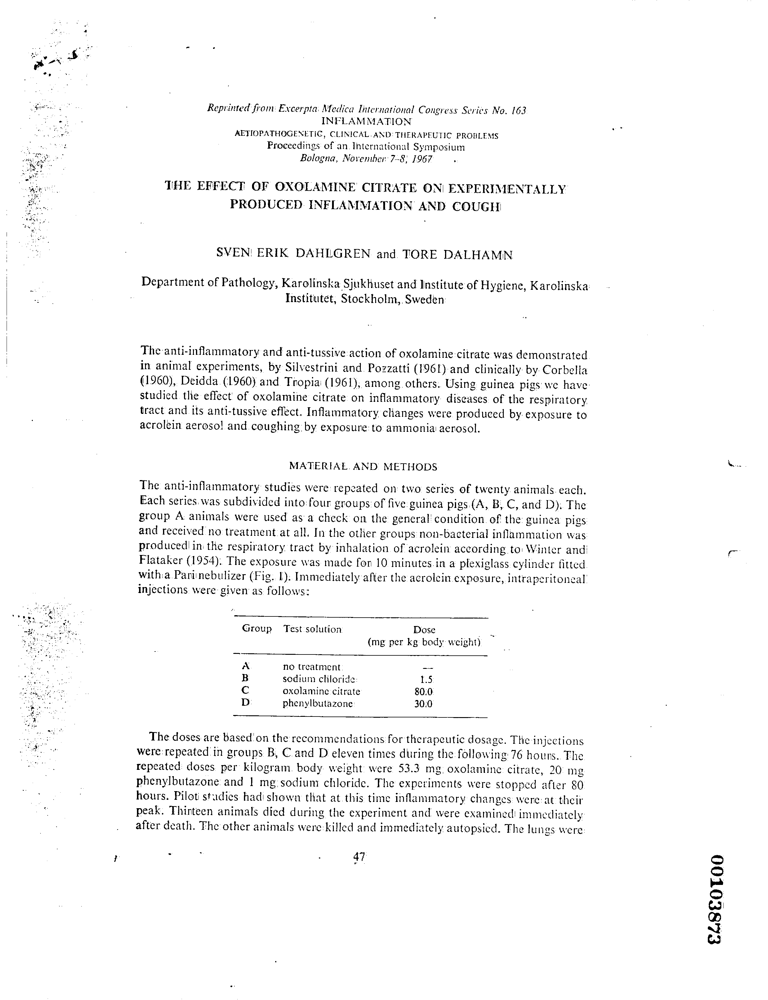 Reprinted from Excerpta Medica International Congress Series No. 163
INFLAMMATION
AETIOPATHOGENETIC, CLINICAL AND THERAPEUTIC PROBLEMS
Proceedings of an International Symposium
Bologna, November 7-8, 1967
THE EFFECT OF OXOLAMINE CITRATE ON EXPERIMENTALLY
PRODUCED INFLAMMATION AND COUGH
SVEN ERIK DAHLGREN and TORE DALHAMN
Department of Pathology, Karolinska Sjukhuset and Institute of Hygiene, Karolinska
Institutet, Stockholm, Sweden
The anti-inflammatory and anti-tussive action of oxolamine citrate was demonstrated
in animal experiments, by Silvestrini and Pozzatti (1961) and clinically by Corbella
(1960), Deidda (1960) and Tropia (1961), among others. Using guinea pigs we have
studied the effect of oxolamine citrate on inflammatory diseases of the respiratory
tract and its anti-tussive effect. Inflammatory changes were produced by exposure to
acrolein aerosol and coughing by exposure to ammonia aerosol.
MATERIAL AND METHODS
The anti-inflammatory studies were repeated on two series of twenty animals each.
Each series was subdivided into four groups of five guinea pigs (A, B, C, and D). The
group A animals were used as a check on the general condition of the guinea pigs
and received no treatment at all. In the other groups non-bacterial inflammation was
produced in the respiratory tract by inhalation of acrolein according to Winter and
Flataker (1954). The exposure was made for 10 minutes in a plexiglass cylinder fitted
with a Pari nebulizer (Fig. 1). Immediately after the acrolein exposure, intraperitoneal
injections were given as follows:
Group Test solution Dose
(mg per kg body weight)
A no treatment —
B sodium chloride 1.5
C oxolamine citrate 80.0
D phenylbutazone 30.0
The doses are based on the recommendations for therapeutic dosage. The injections
were repeated in groups B, C and D eleven times during the following 76 hours. The
repeated doses per kilogram body weight were 53.3 mg oxolamine citrate, 20 mg
phenylbutazone and 1 mg sodium chloride. The experiments were stopped after 80
hours. Pilot studies had shown that at this time inflammatory changes were at their
peak. Thirteen animals died during the experiment and were examined immediately
after death. The other animals were killed and immediately autopsied. The lungs were
47
00103873